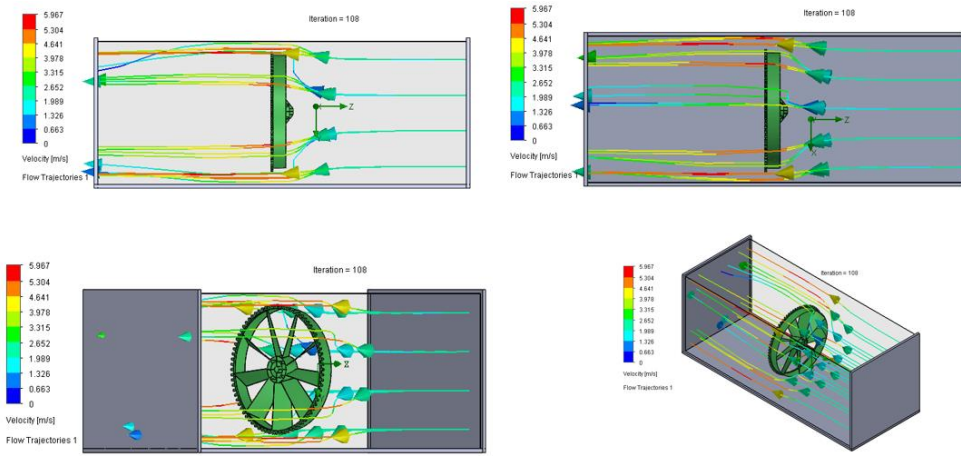 5.967
5.304
4.641
3.978
3.315
2.652
1.989
1.326
0.663
0
Velocity [m/s]
Flow Trajectories 1
Iteration = 108
Z
5.967
5.304
4.641
3.978
3.315
2.652
1.989
1.326
0.663
0
Velocity [m/s]
Flow Trajectories 1
Iteration = 108
Z
X
5.967
5.304
4.641
3.978
3.315
2.652
1.989
1.326
0.663
0
Velocity [m/s]
Flow Trajectories 1
Iteration = 108
Z
5.967
5.304
4.641
3.978
3.315
2.652
1.989
1.326
0.663
0
Velocity [m/s]
Flow Trajectories 1
Iteration = 108